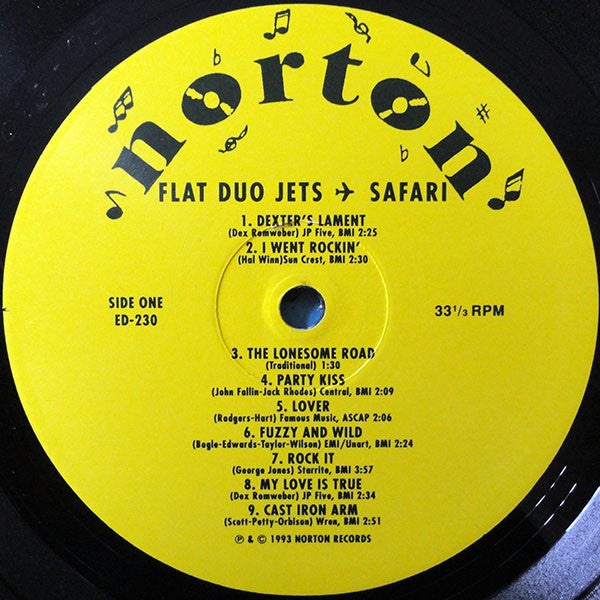 norton
FLAT DUO JETS ✈ SAFARI
1. DEXTER'S LAMENT
(Dex Romweber) JP Five, BMI 2:25
2. I WENT ROCKIN'
(Hal Winn)Sun Crest, BMI 2:30
SIDE ONE
ED-230
33 1/3 RPM
3. THE LONESOME ROAD
(Traditional) 1:30
4. PARTY KISS
(John Fallin-Jack Rhodes) Central, BMI 2:09
5. LOVER
(Rodgers-Hart) Famous Music, ASCAP 2:06
6. FUZZY AND WILD
(Bogle-Edwards-Taylor-Wilson) EMI/Unart, BMI 2:24
7. ROCK IT
(George Jones) Starrite, BMI 3:57
8. MY LOVE IS TRUE
(Dex Romweber) JP Five, BMI 2:34
9. CAST IRON ARM
(Scott-Petty-Orbison) Wren, BMI 2:51
℗ & © 1993 NORTON RECORDS